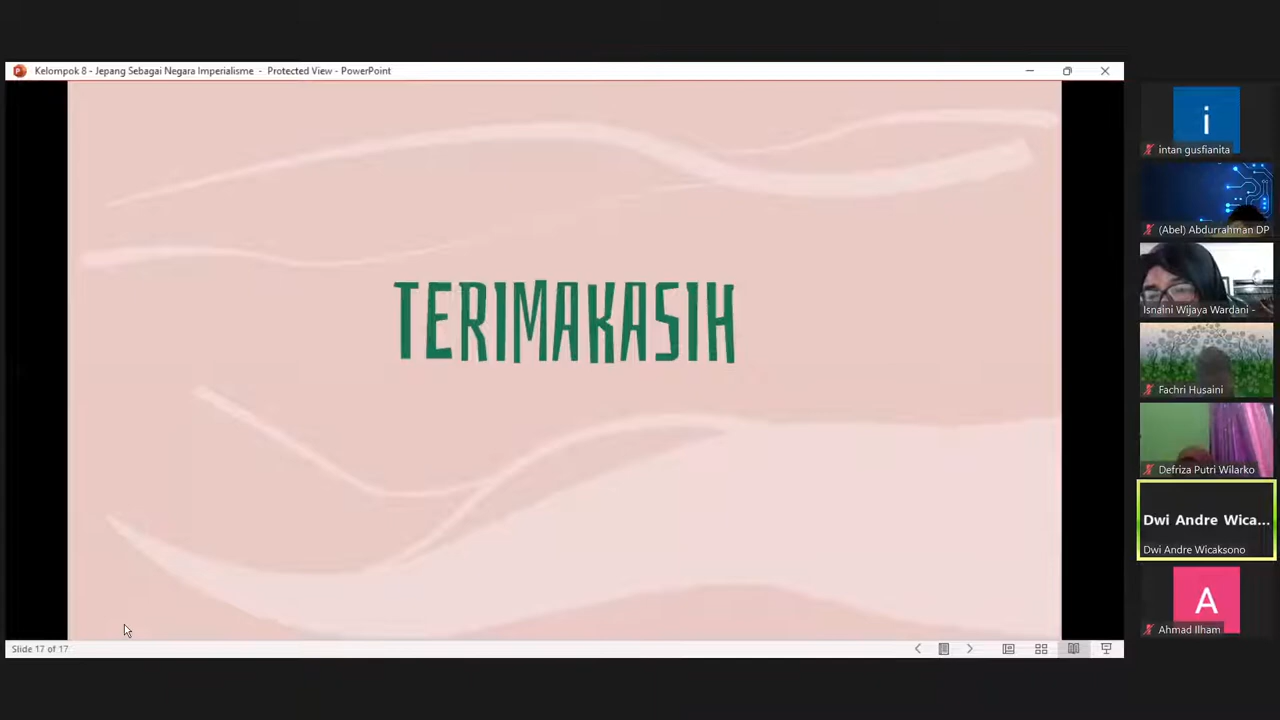 Kelompok 8 - Jepang Sebagai Negara Imperialisme - Protected View - PowerPoint
TERIMAKASIH
Slide 17 of 17
i
intan gusfianita
(Abel) Abdurrahman DP
Isnaini Wijaya Wardani -
Fachri Husaini
Defriza Putri Wilarko
Dwi Andre Wica...
Dwi Andre Wicaksono
A
Ahmad Ilham